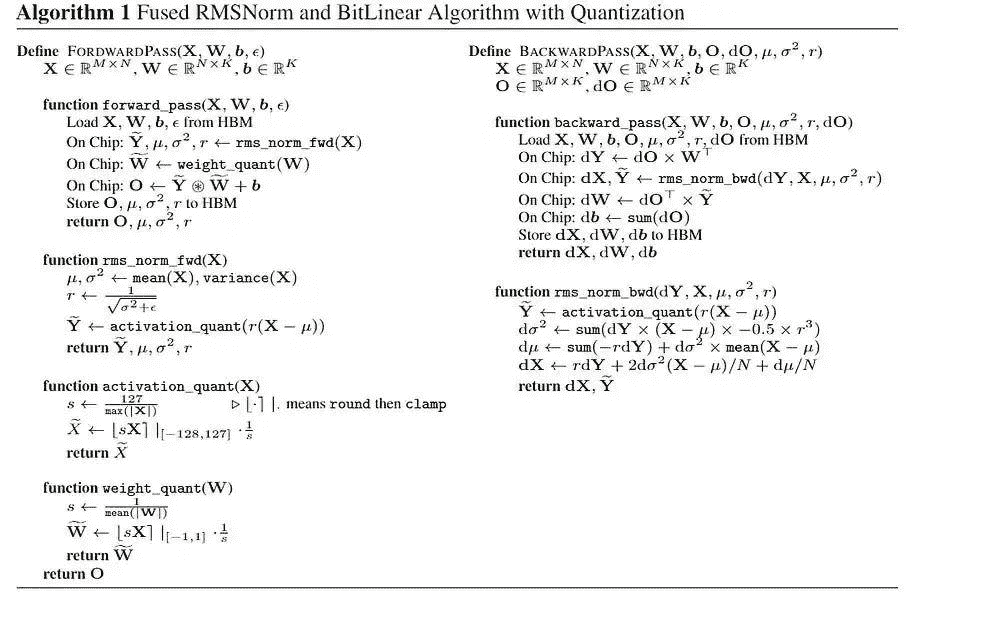 Algorithm 1 Fused RMSNorm and BitLinear Algorithm with Quantization
Define FORDWARDPASS(X, W, b, ϵ)
X ∈ ℝ^{M×N}, W ∈ ℝ^{N×K}, b ∈ ℝ^K
function forward_pass(X, W, b, ϵ)
Load X, W, b, ϵ from HBM
On Chip: Ỹ, μ, σ², r ← rms_norm_fwd(X)
On Chip: W̃ ← weight_quant(W)
On Chip: O ← Ỹ ⊛ W̃ + b
Store O, μ, σ², r to HBM
return O, μ, σ², r
function rms_norm_fwd(X)
μ, σ² ← mean(X), variance(X)
r ← 1/√(σ²+ϵ)
Ỹ ← activation_quant(r(X − μ))
return Ỹ, μ, σ², r
function activation_quant(X)
s ← 127/max(|X|) ▷ ⌊·⌉ |. means round then clamp
X̃ ← ⌊sX⌉ |_{[−128,127]} · 1/s
return X̃
function weight_quant(W)
s ← 1/mean(|W|)
W̃ ← ⌊sX⌉ |_{[−1,1]} · 1/s
return W̃
return O
Define BACKWARDPASS(X, W, b, O, dO, μ, σ², r)
X ∈ ℝ^{M×N}, W ∈ ℝ^{N×K}, b ∈ ℝ^K
O ∈ ℝ^{M×K}, dO ∈ ℝ^{M×K}
function backward_pass(X, W, b, O, μ, σ², r, dO)
Load X, W, b, O, μ, σ², r, dO from HBM
On Chip: dY ← dO × W^⊤
On Chip: dX, Ỹ ← rms_norm_bwd(dY, X, μ, σ², r)
On Chip: dW ← dO^⊤ × Ỹ
On Chip: db ← sum(dO)
Store dX, dW, db to HBM
return dX, dW, db
function rms_norm_bwd(dY, X, μ, σ², r)
Ỹ ← activation_quant(r(X − μ))
dσ² ← sum(dY × (X − μ) × −0.5 × r³)
dμ ← sum(−rdY) + dσ² × mean(X − μ)
dX ← rdY + 2dσ²(X − μ)/N + dμ/N
return dX, Ỹ